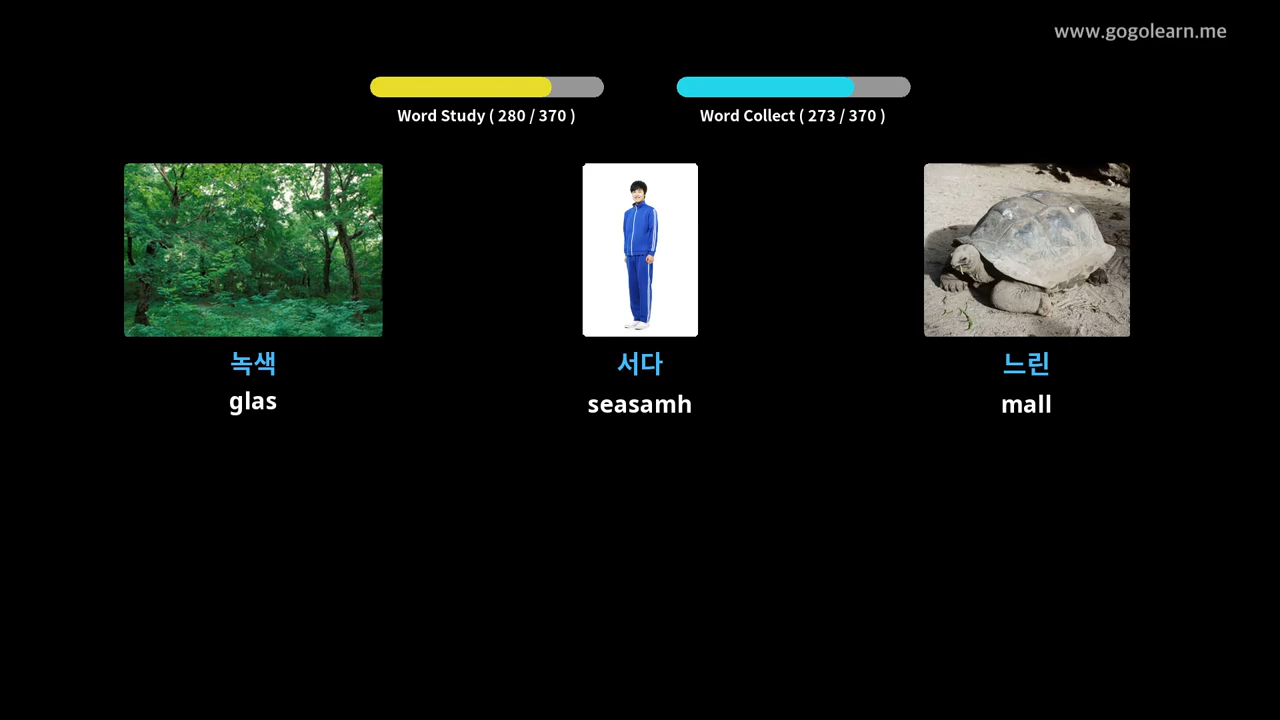 www.gogolearn.me
Word Study ( 280 / 370 )
Word Collect ( 273 / 370 )
녹색
서다
느린
glas
seasamh
mall